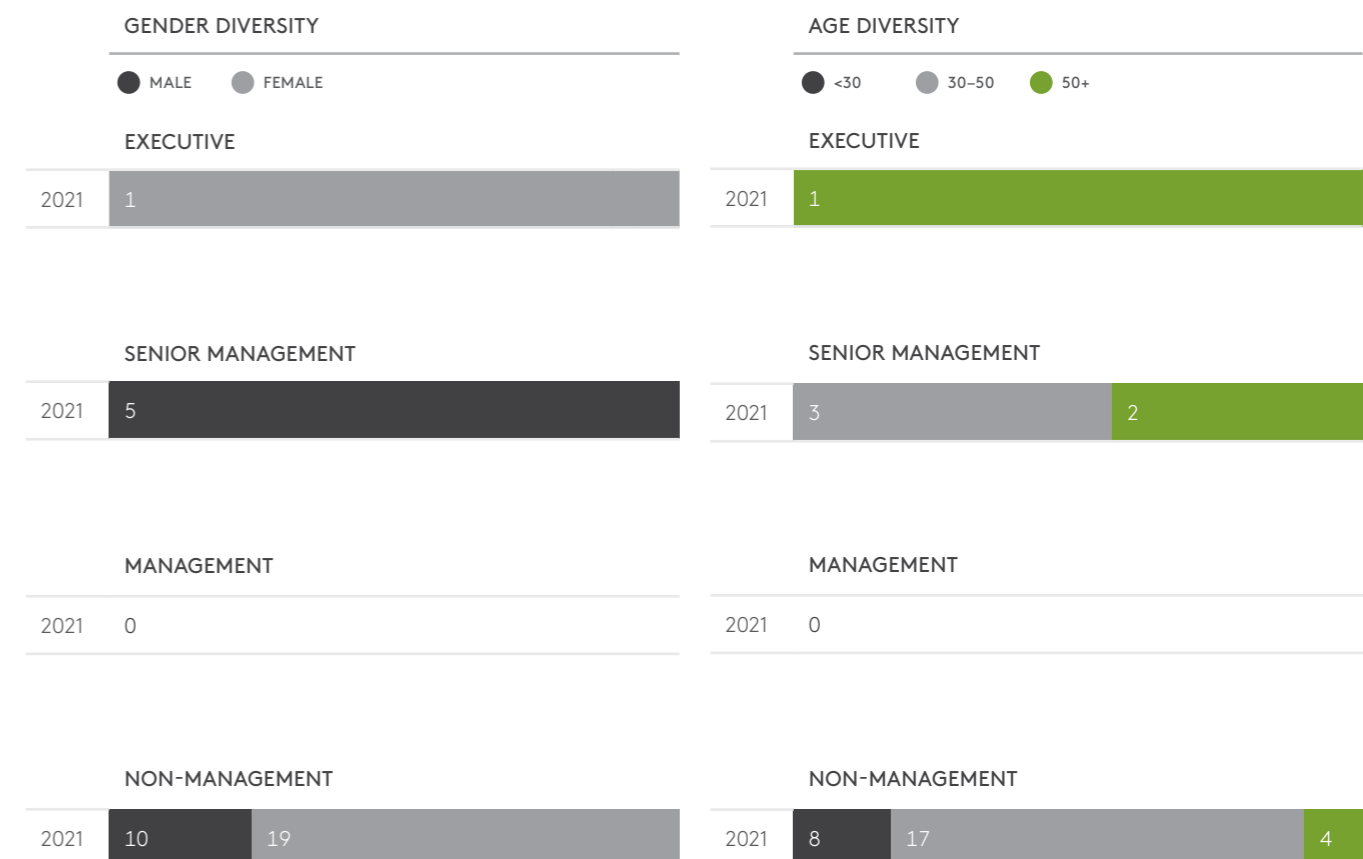 GENDER DIVERSITY
MALE FEMALE
EXECUTIVE
2021 1
SENIOR MANAGEMENT
2021 5
MANAGEMENT
2021 0
NON-MANAGEMENT
2021 10 19
AGE DIVERSITY
<30 30–50 50+
EXECUTIVE
2021 1
SENIOR MANAGEMENT
2021 3 2
MANAGEMENT
2021 0
NON-MANAGEMENT
2021 8 17 4